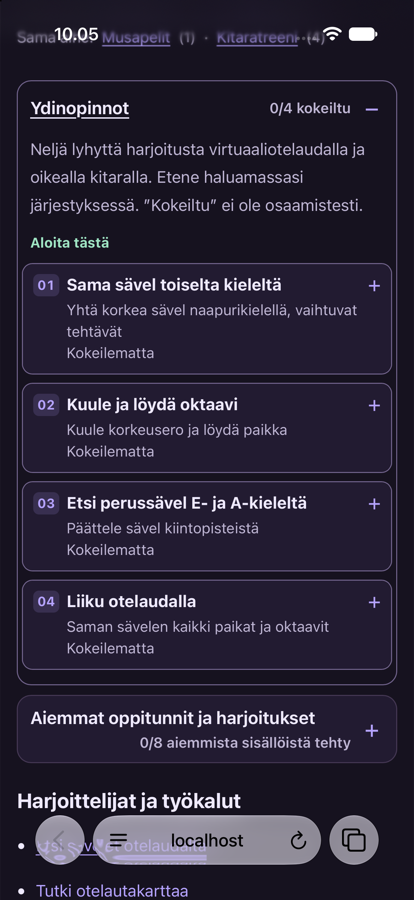 10.05
Sama aihe: Musapelit (1) · Kitaratreeni (4)
Ydinopinnot
0/4 kokeiltu
Neljä lyhyttä harjoitusta virtuaaliotelaudalla ja
oikealla kitaralla. Etene haluamassasi
järjestyksessä. ”Kokeiltu” ei ole osaamistesti.
Aloita tästä
01 Sama sävel toiselta kieleltä +
Yhtä korkea sävel naapurikielellä, vaihtuvat
tehtävät
Kokeilematta
02 Kuule ja löydä oktaavi +
Kuule korkeusero ja löydä paikka
Kokeilematta
03 Etsi perussävel E- ja A-kieleltä +
Päättele sävel kiintopisteistä
Kokeilematta
04 Liiku otelaudalla +
Saman sävelen kaikki paikat ja oktaavit
Kokeilematta
Aiemmat oppitunnit ja harjoitukset +
0/8 aiemmista sisällöistä tehty
Harjoittelijat ja työkalut
otelaudalta
localhost
Tutki otelautakarttaa